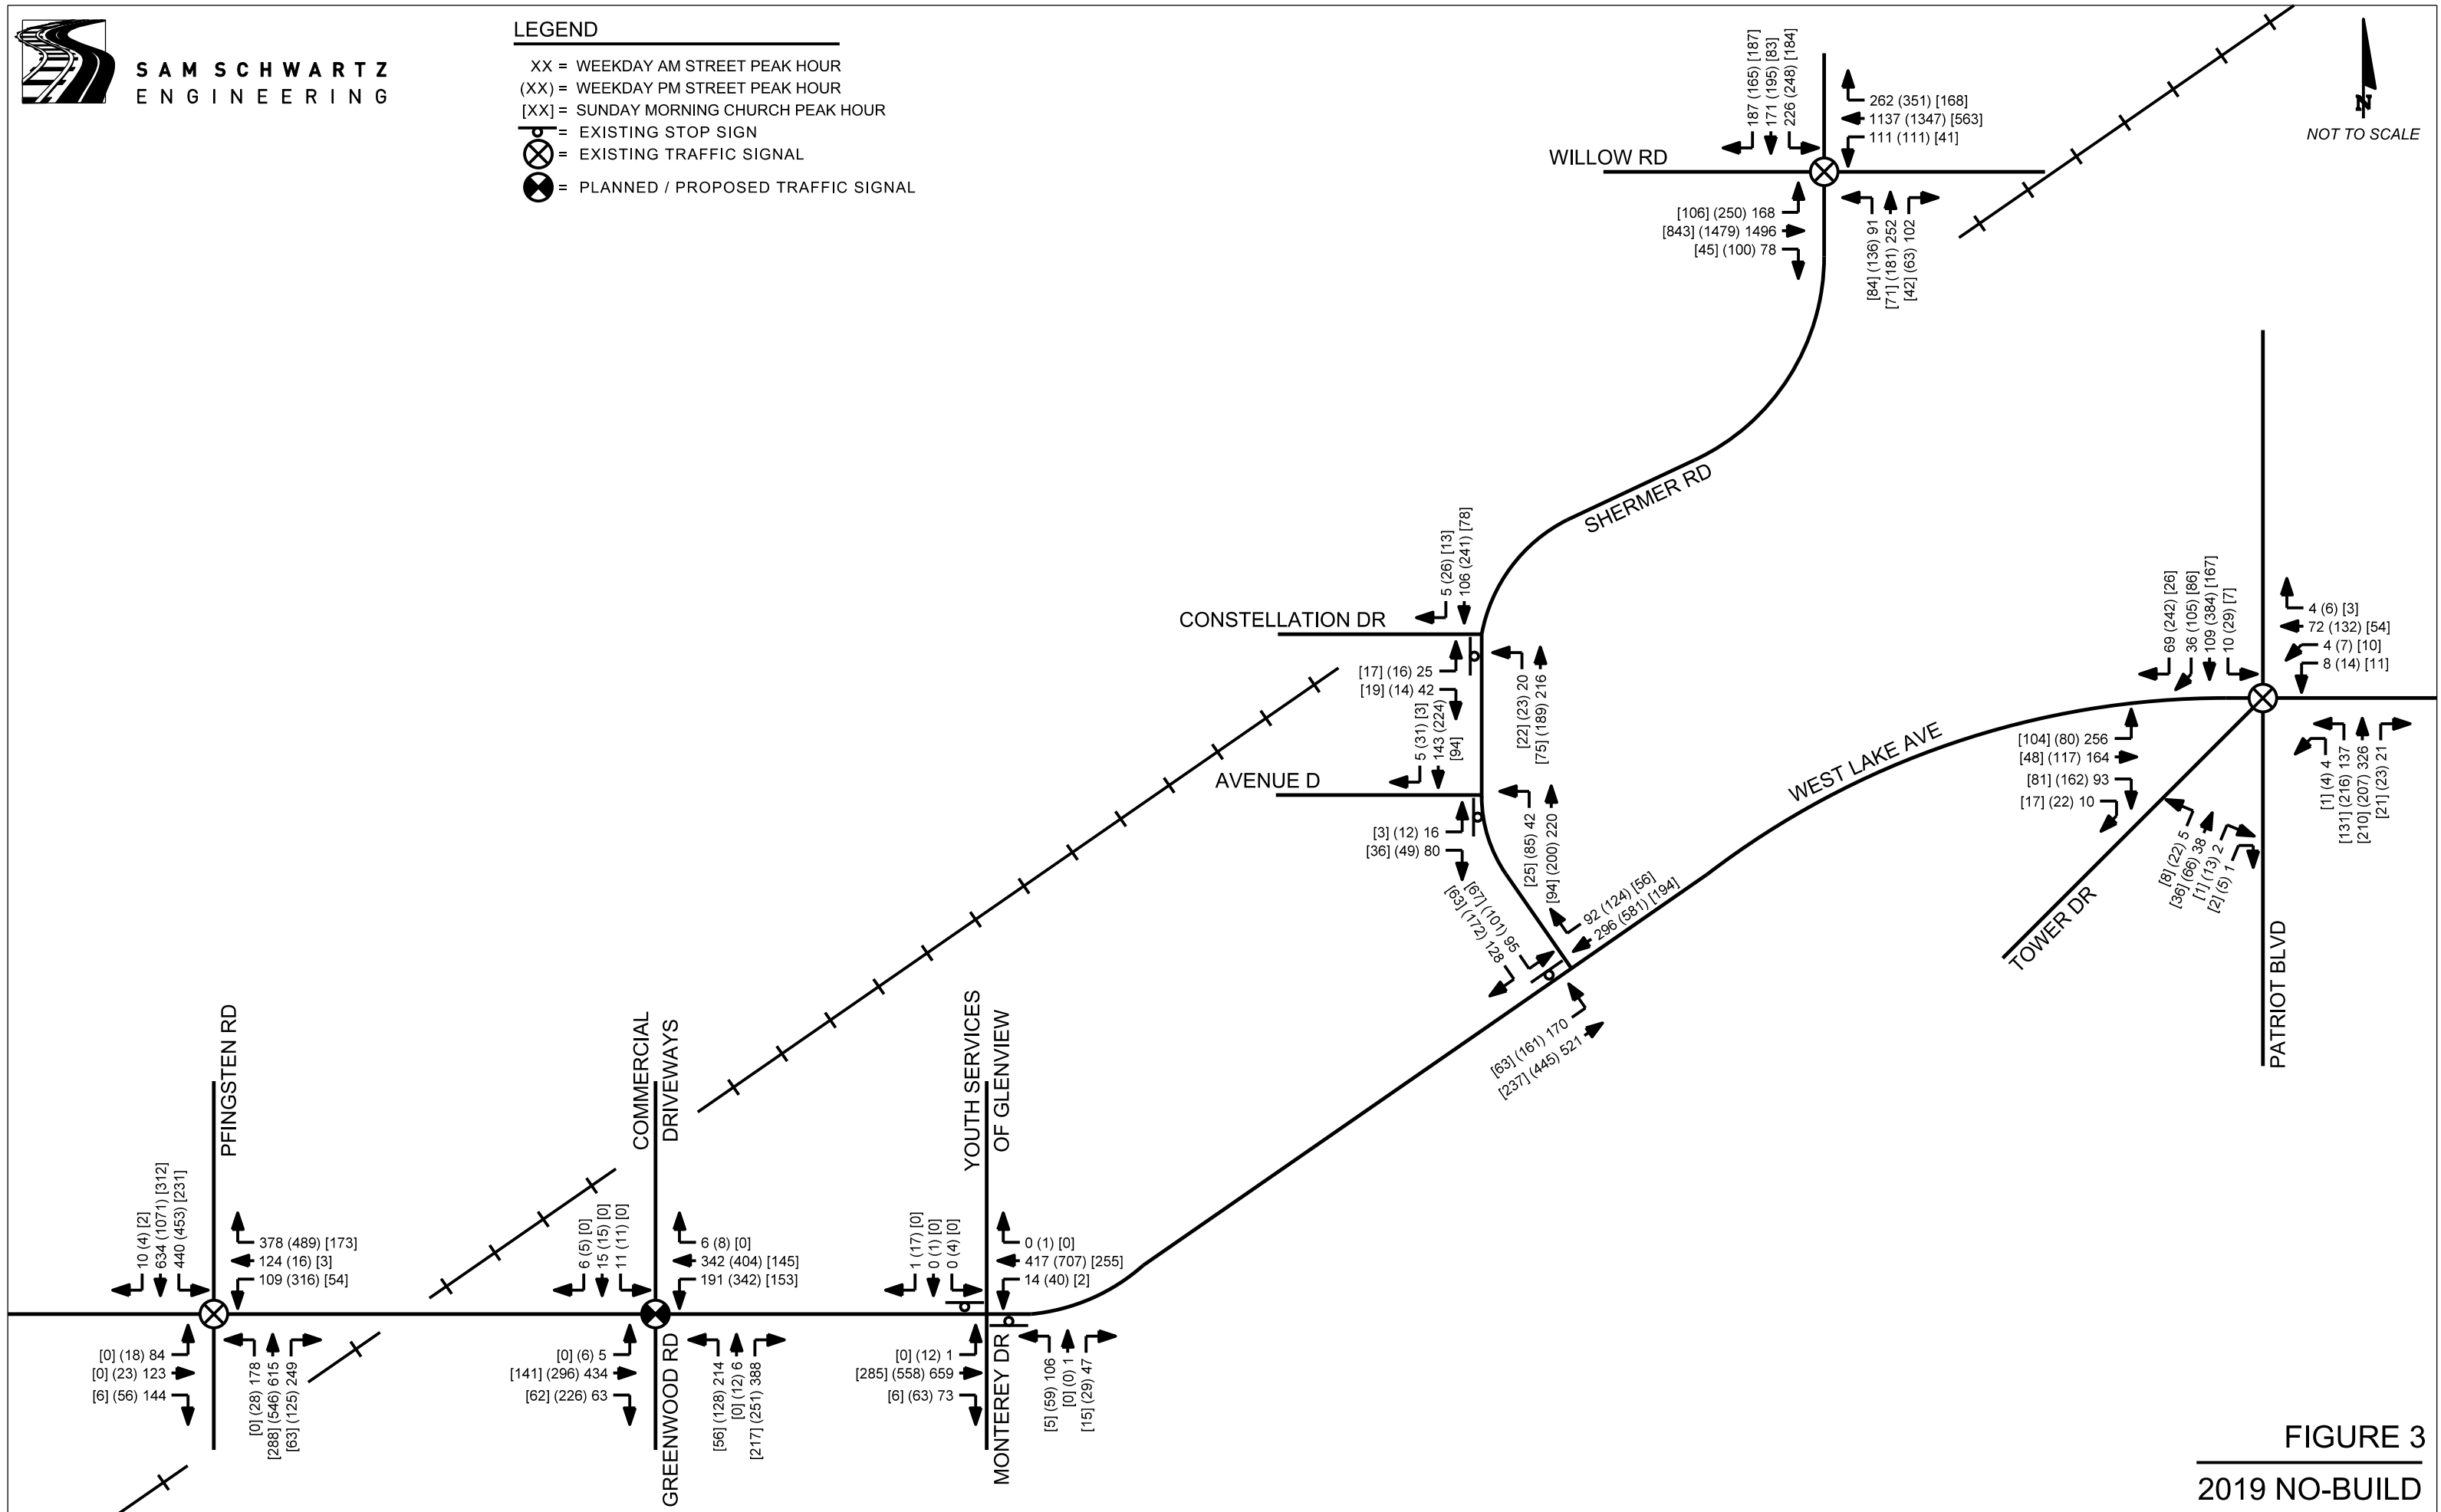 SAM SCHWARTZ
ENGINEERING
LEGEND
XX = WEEKDAY AM STREET PEAK HOUR
(XX) = WEEKDAY PM STREET PEAK HOUR
[XX] = SUNDAY MORNING CHURCH PEAK HOUR
= EXISTING STOP SIGN
= EXISTING TRAFFIC SIGNAL
= PLANNED / PROPOSED TRAFFIC SIGNAL
N
NOT TO SCALE
187 (165) [187]
171 (195) [83]
226 (248) [184]
262 (351) [168]
1137 (1347) [563]
111 (111) [41]
WILLOW RD
[106] (250) 168
[843] (1479) 1496
[45] (100) 78
[84] (136) 91
[71] (181) 252
[42] (63) 102
SHERMER RD
5 (26) [13]
106 (241) [78]
CONSTELLATION DR
[17] (16) 25
[19] (14) 42
[22] (23) 20
[75] (189) 216
5 (31) [3]
143 (224)
[94]
AVENUE D
[3] (12) 16
[36] (49) 80
[25] (85) 42
[94] (200) 220
[67] (101) 95
[63] (172) 128
92 (124) [56]
296 (581) [194]
[63] (161) 170
[237] (445) 521
WEST LAKE AVE
69 (242) [26]
36 (105) [86]
109 (384) [167]
10 (29) [7]
4 (6) [3]
72 (132) [54]
4 (7) [10]
8 (14) [11]
[104] (80) 256
[48] (117) 164
[81] (162) 93
[17] (22) 10
[8] (22) 5
[36] (66) 38
[1] (13) 2
[2] (5) 1
[1] (4) 4
[131] (216) 137
[210] (207) 326
[21] (23) 21
TOWER DR
PATRIOT BLVD
PFINGSTEN RD
10 (4) [2]
634 (1071) [312]
440 (453) [231]
378 (489) [173]
124 (16) [3]
109 (316) [54]
[0] (18) 84
[0] (23) 123
[6] (56) 144
[0] (28) 178
[288] (546) 615
[63] (125) 249
COMMERCIAL
DRIVEWAYS
6 (5) [0]
15 (15) [0]
11 (11) [0]
6 (8) [0]
342 (404) [145]
191 (342) [153]
[0] (6) 5
[141] (296) 434
[62] (226) 63
GREENWOOD RD
[56] (128) 214
[0] (12) 6
[217] (251) 388
YOUTH SERVICES
OF GLENVIEW
1 (17) [0]
0 (1) [0]
0 (4) [0]
0 (1) [0]
417 (707) [255]
14 (40) [2]
[0] (12) 1
[285] (558) 659
[6] (63) 73
MONTEREY DR
[5] (59) 106
[0] (0) 1
[15] (29) 47
FIGURE 3
2019 NO-BUILD